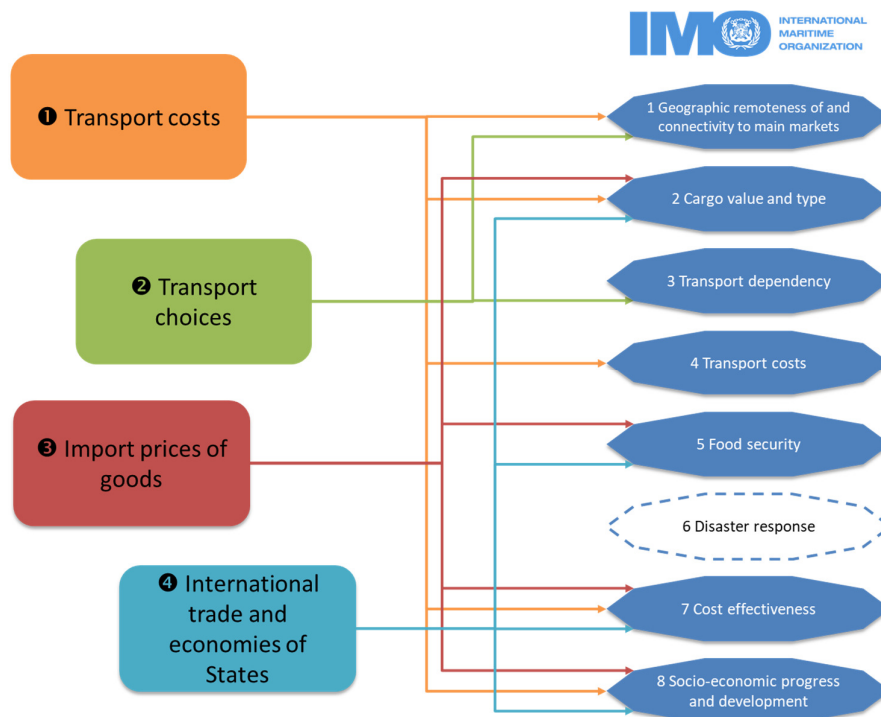 IMO
INTERNATIONAL
MARITIME
ORGANIZATION
❶ Transport costs
❷ Transport
choices
❸ Import prices of
goods
❹ International
trade and
economies of
States
1 Geographic remoteness of and
connectivity to main markets
2 Cargo value and type
3 Transport dependency
4 Transport costs
5 Food security
6 Disaster response
7 Cost effectiveness
8 Socio-economic progress
and development